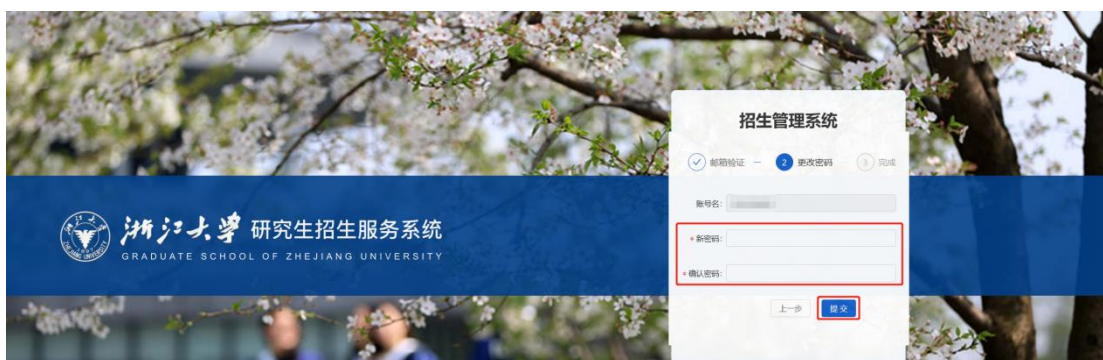 招生管理系统
邮箱验证 2 更改密码 3 完成
账号名:
* 新密码:
* 确认密码:
上一步 提交
浙江大学 研究生招生服务系统
GRADUATE SCHOOL OF ZHEJIANG UNIVERSITY